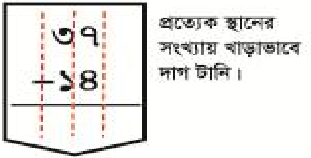 ৩৭
-১৪
প্রত্যেক স্থানের
সংখ্যায় খাড়াভাবে
দাগ টানি।